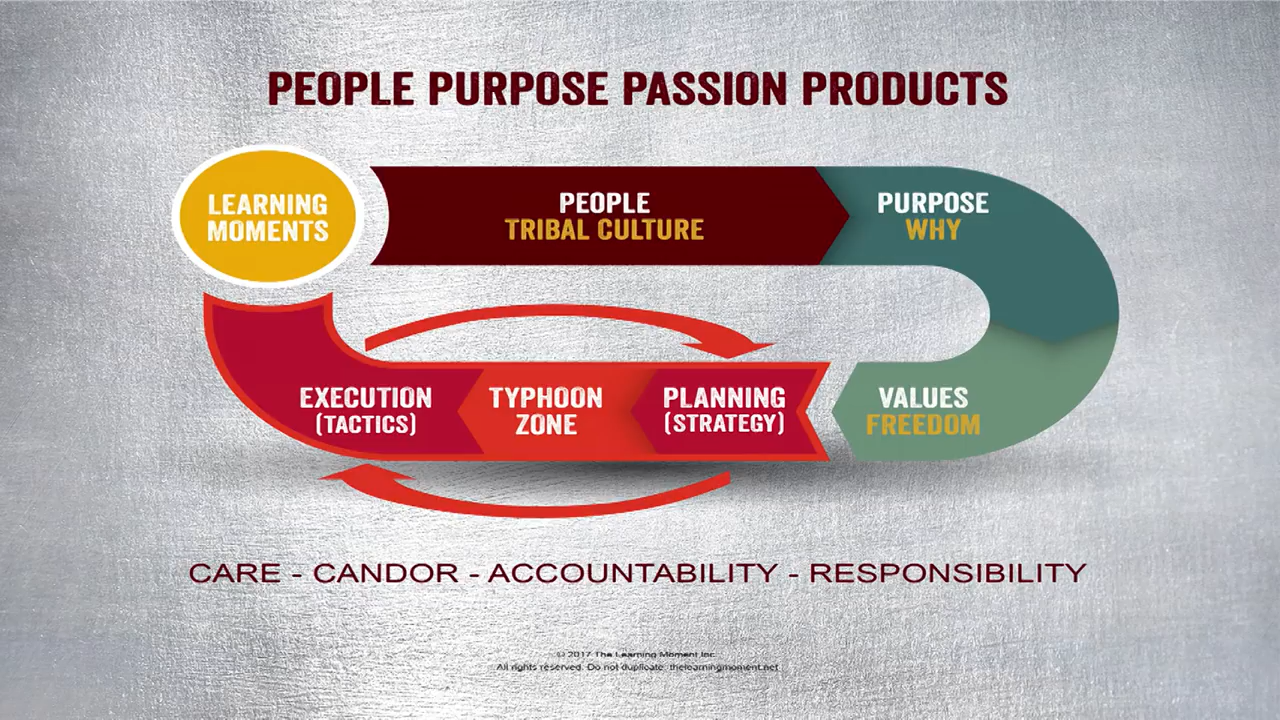 PEOPLE PURPOSE PASSION PRODUCTS
LEARNING
MOMENTS
PEOPLE
TRIBAL CULTURE
PURPOSE
WHY
EXECUTION
(TACTICS)
TYPHOON
ZONE
PLANNING
(STRATEGY)
VALUES
FREEDOM
CARE - CANDOR - ACCOUNTABILITY - RESPONSIBILITY
© 2017 The Learning Moment Inc.
All rights reserved. Do not duplicate. thelearningmoment.net